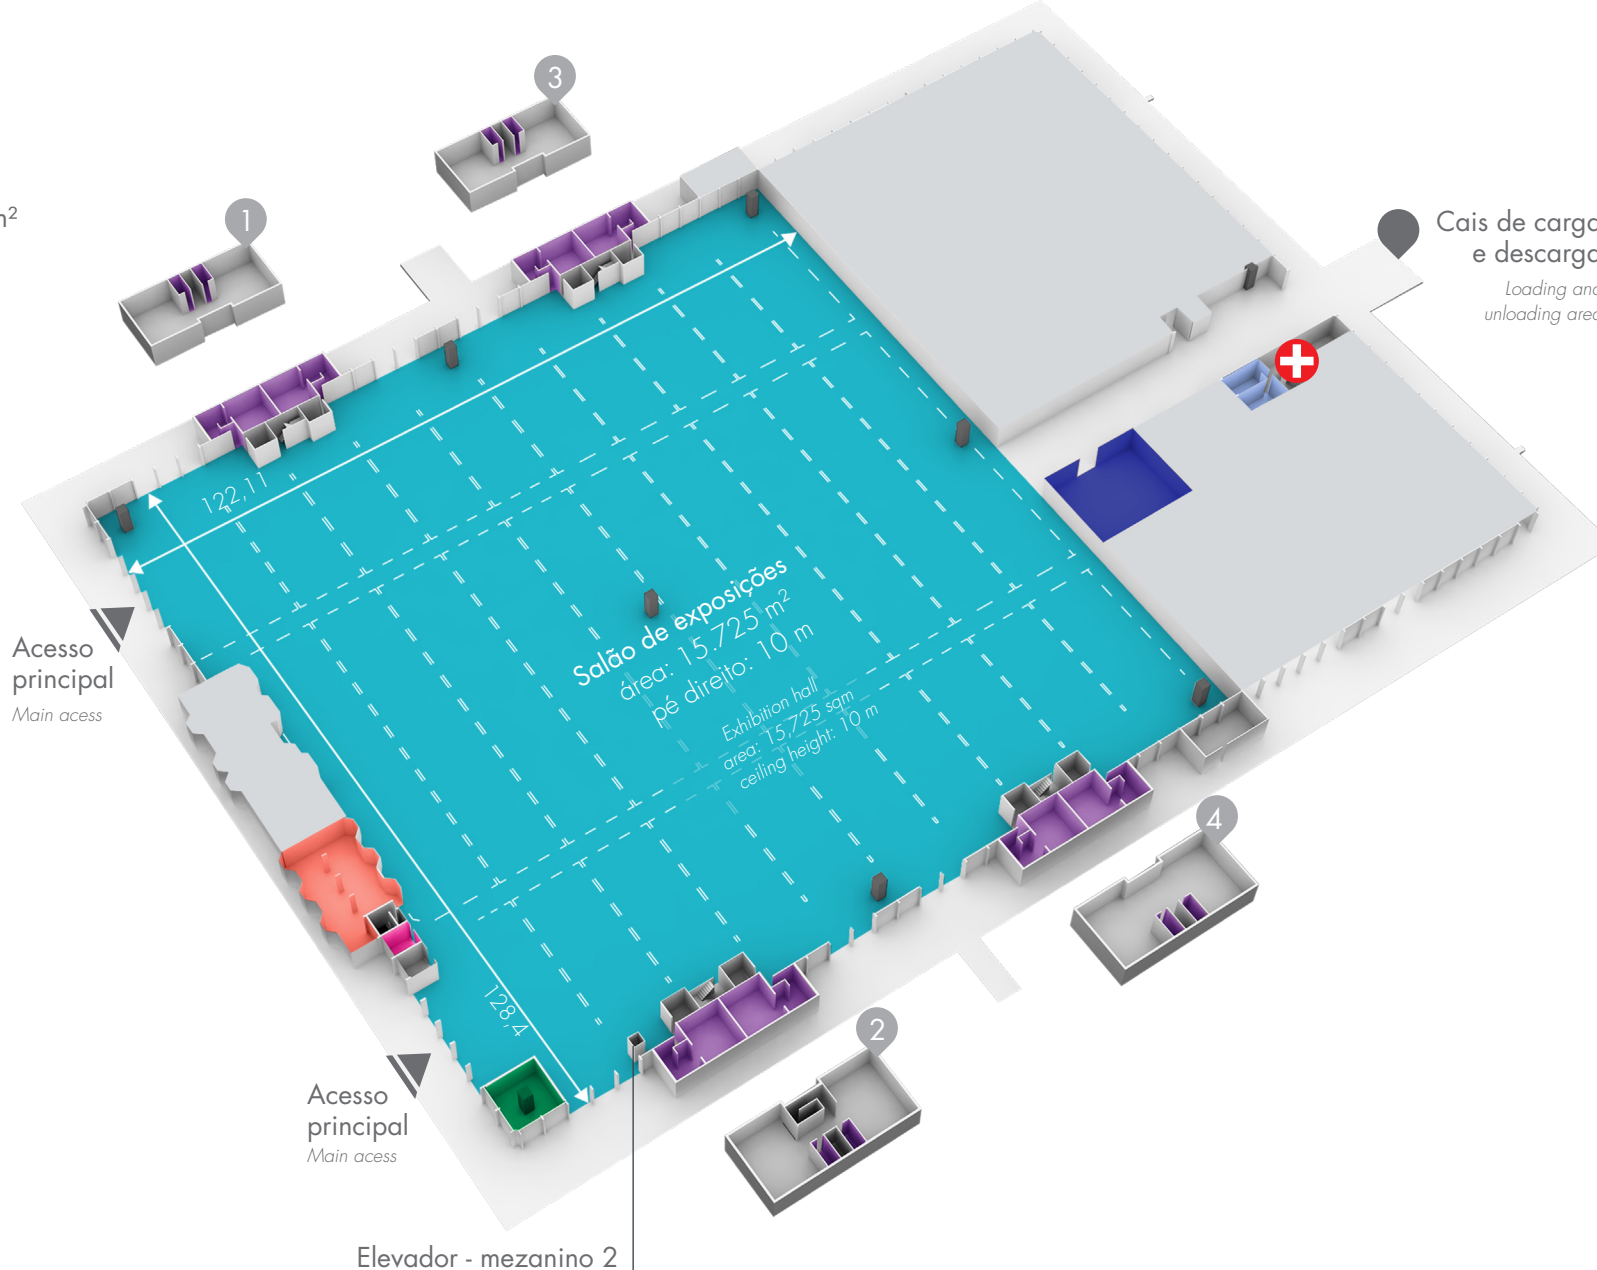 3
1
m²
Cais de carga
e descarga
Loading and
unloading area
122,11
Salão de exposições
área: 15.725 m²
pé direito: 10 m
Exhibition hall
area: 15,725 sqm
ceiling height: 10 m
Acesso
principal
Main acess
4
128,4
2
Acesso
principal
Main acess
Elevador - mezanino 2